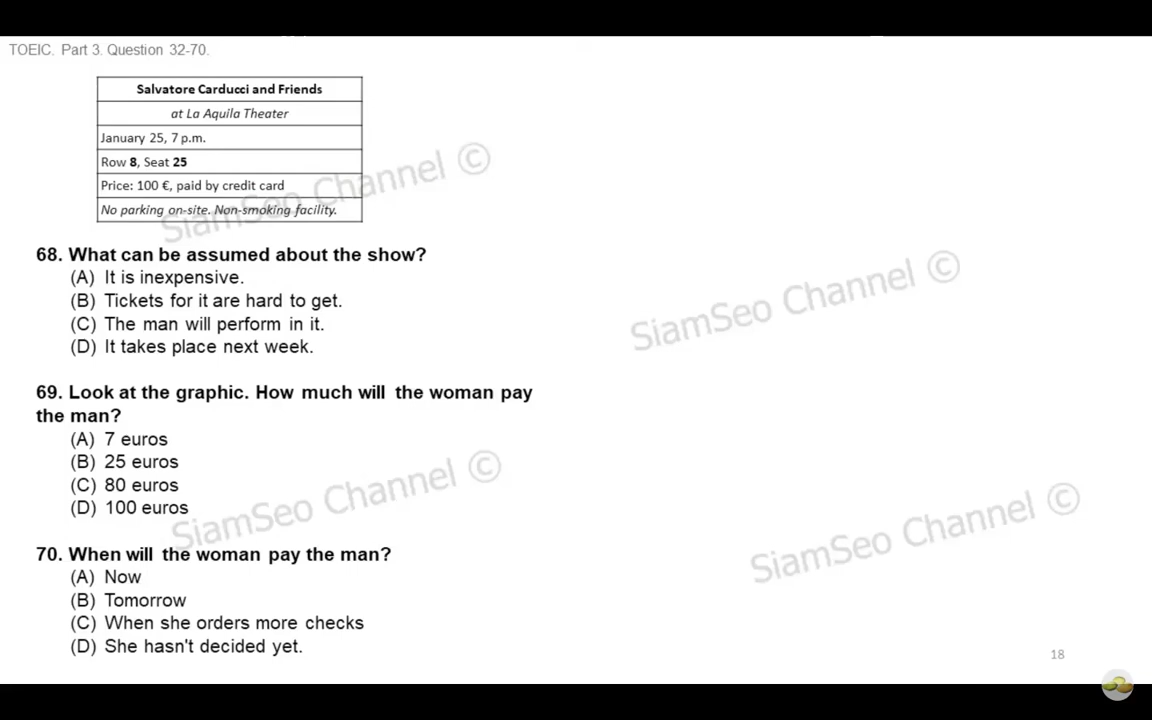 TOEIC. Part 3. Question 32-70.
Salvatore Carducci and Friends
at La Aquila Theater
January 25, 7 p.m.
Row 8, Seat 25
Price: 100 €, paid by credit card
No parking on-site. Non-smoking facility.
SiamSeo Channel ©
68. What can be assumed about the show?
(A) It is inexpensive.
(B) Tickets for it are hard to get.
(C) The man will perform in it.
(D) It takes place next week.
SiamSeo Channel ©
69. Look at the graphic. How much will the woman pay
the man?
(A) 7 euros
(B) 25 euros
(C) 80 euros
(D) 100 euros
SiamSeo Channel ©
70. When will the woman pay the man?
(A) Now
(B) Tomorrow
(C) When she orders more checks
(D) She hasn't decided yet.
SiamSeo Channel ©
18